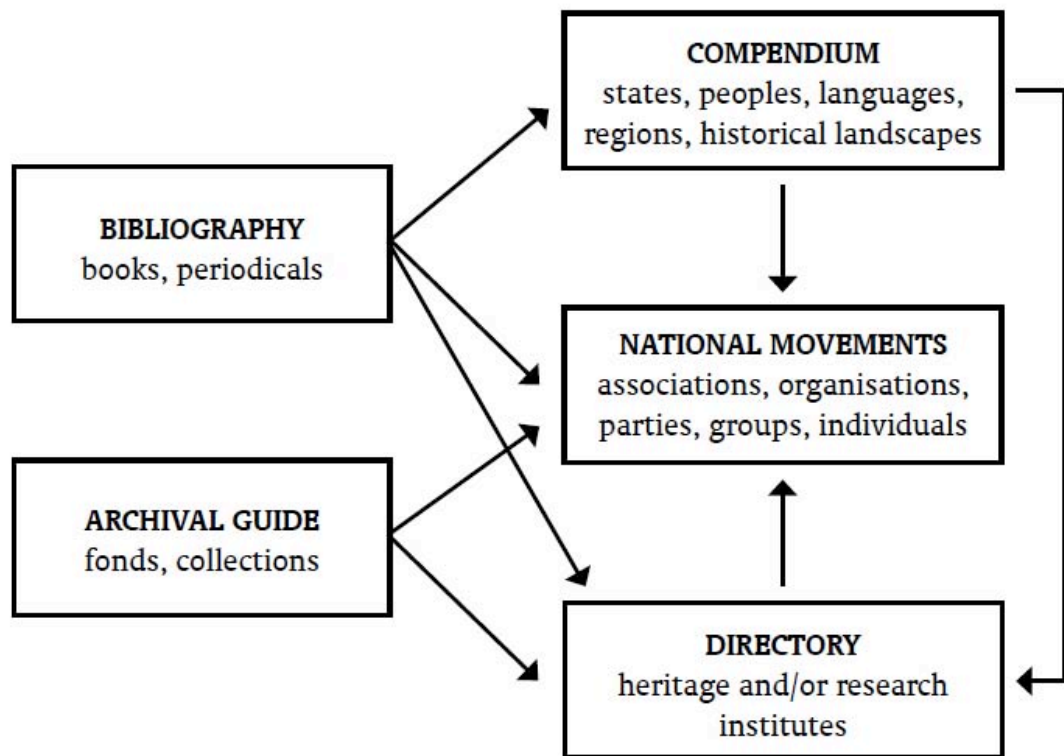 COMPENDIUM
states, peoples, languages,
regions, historical landscapes
BIBLIOGRAPHY
books, periodicals
NATIONAL MOVEMENTS
associations, organisations,
parties, groups, individuals
ARCHIVAL GUIDE
fonds, collections
DIRECTORY
heritage and/or research
institutes